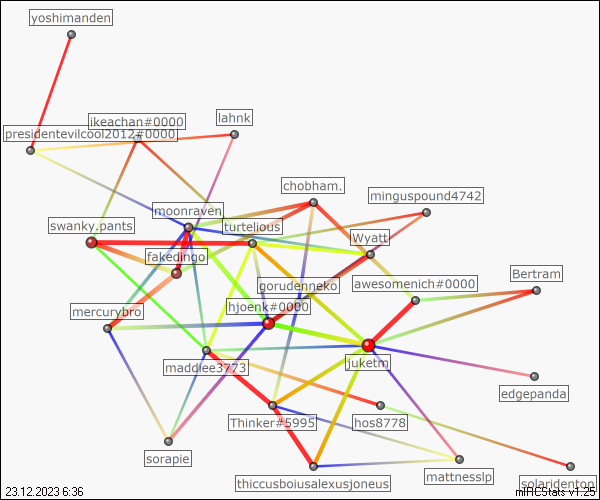 yoshimanden
ikeachan#0000
lahnk
presidentevilcool2012#0000
chobham.
minguspound4742
moonraven
swanky.pants
turtelious
Wyatt
fakedingo
Bertram
gorudenneko
awesomenich#0000
mercurybro
hjoenk#0000
maddlee3773
juketm
edgepanda
Thinker#5995
hos8778
sorapie
mattnesslp
solaridenton
thiccusboiusalexusjoneus
23.12.2023 6:36
mIRCStats v1.25